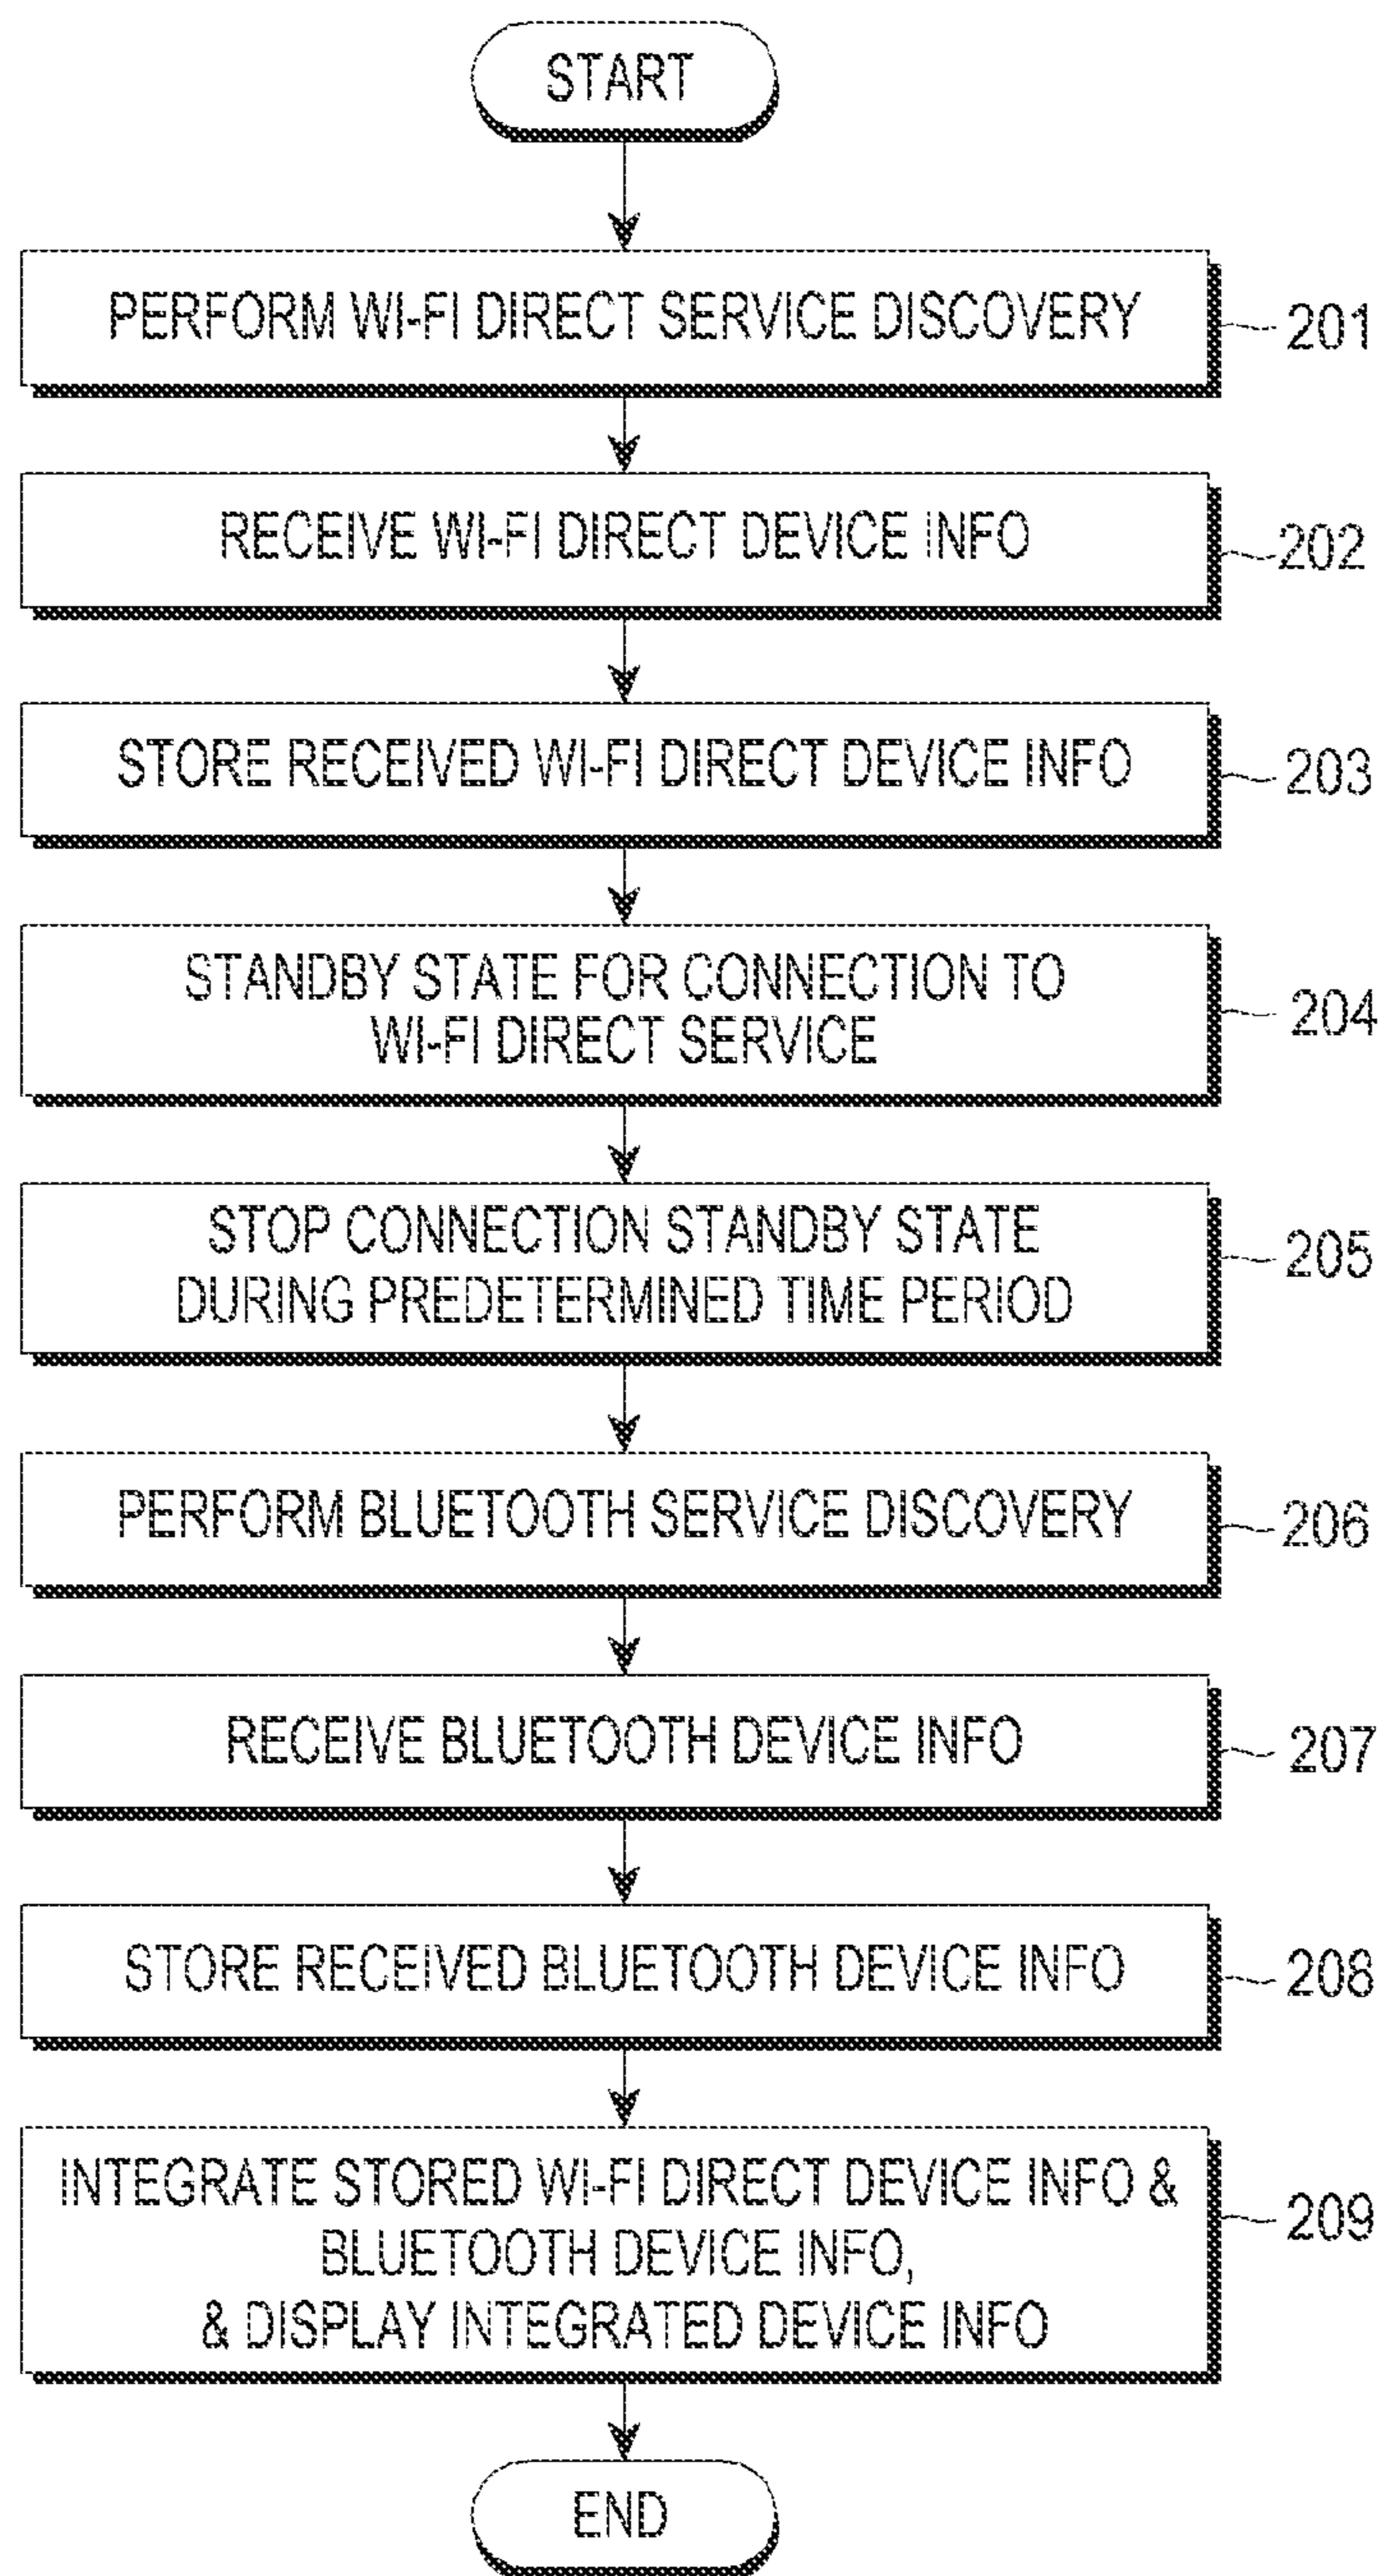 START
PERFORM WI-FI DIRECT SERVICE DISCOVERY
201
RECEIVE WI-FI DIRECT DEVICE INFO
202
STORE RECEIVED WI-FI DIRECT DEVICE INFO
203
STANDBY STATE FOR CONNECTION TO
WI-FI DIRECT SERVICE
204
STOP CONNECTION STANDBY STATE
DURING PREDETERMINED TIME PERIOD
205
PERFORM BLUETOOTH SERVICE DISCOVERY
206
RECEIVE BLUETOOTH DEVICE INFO
207
STORE RECEIVED BLUETOOTH DEVICE INFO
208
INTEGRATE STORED WI-FI DIRECT DEVICE INFO &
BLUETOOTH DEVICE INFO,
& DISPLAY INTEGRATED DEVICE INFO
209
END